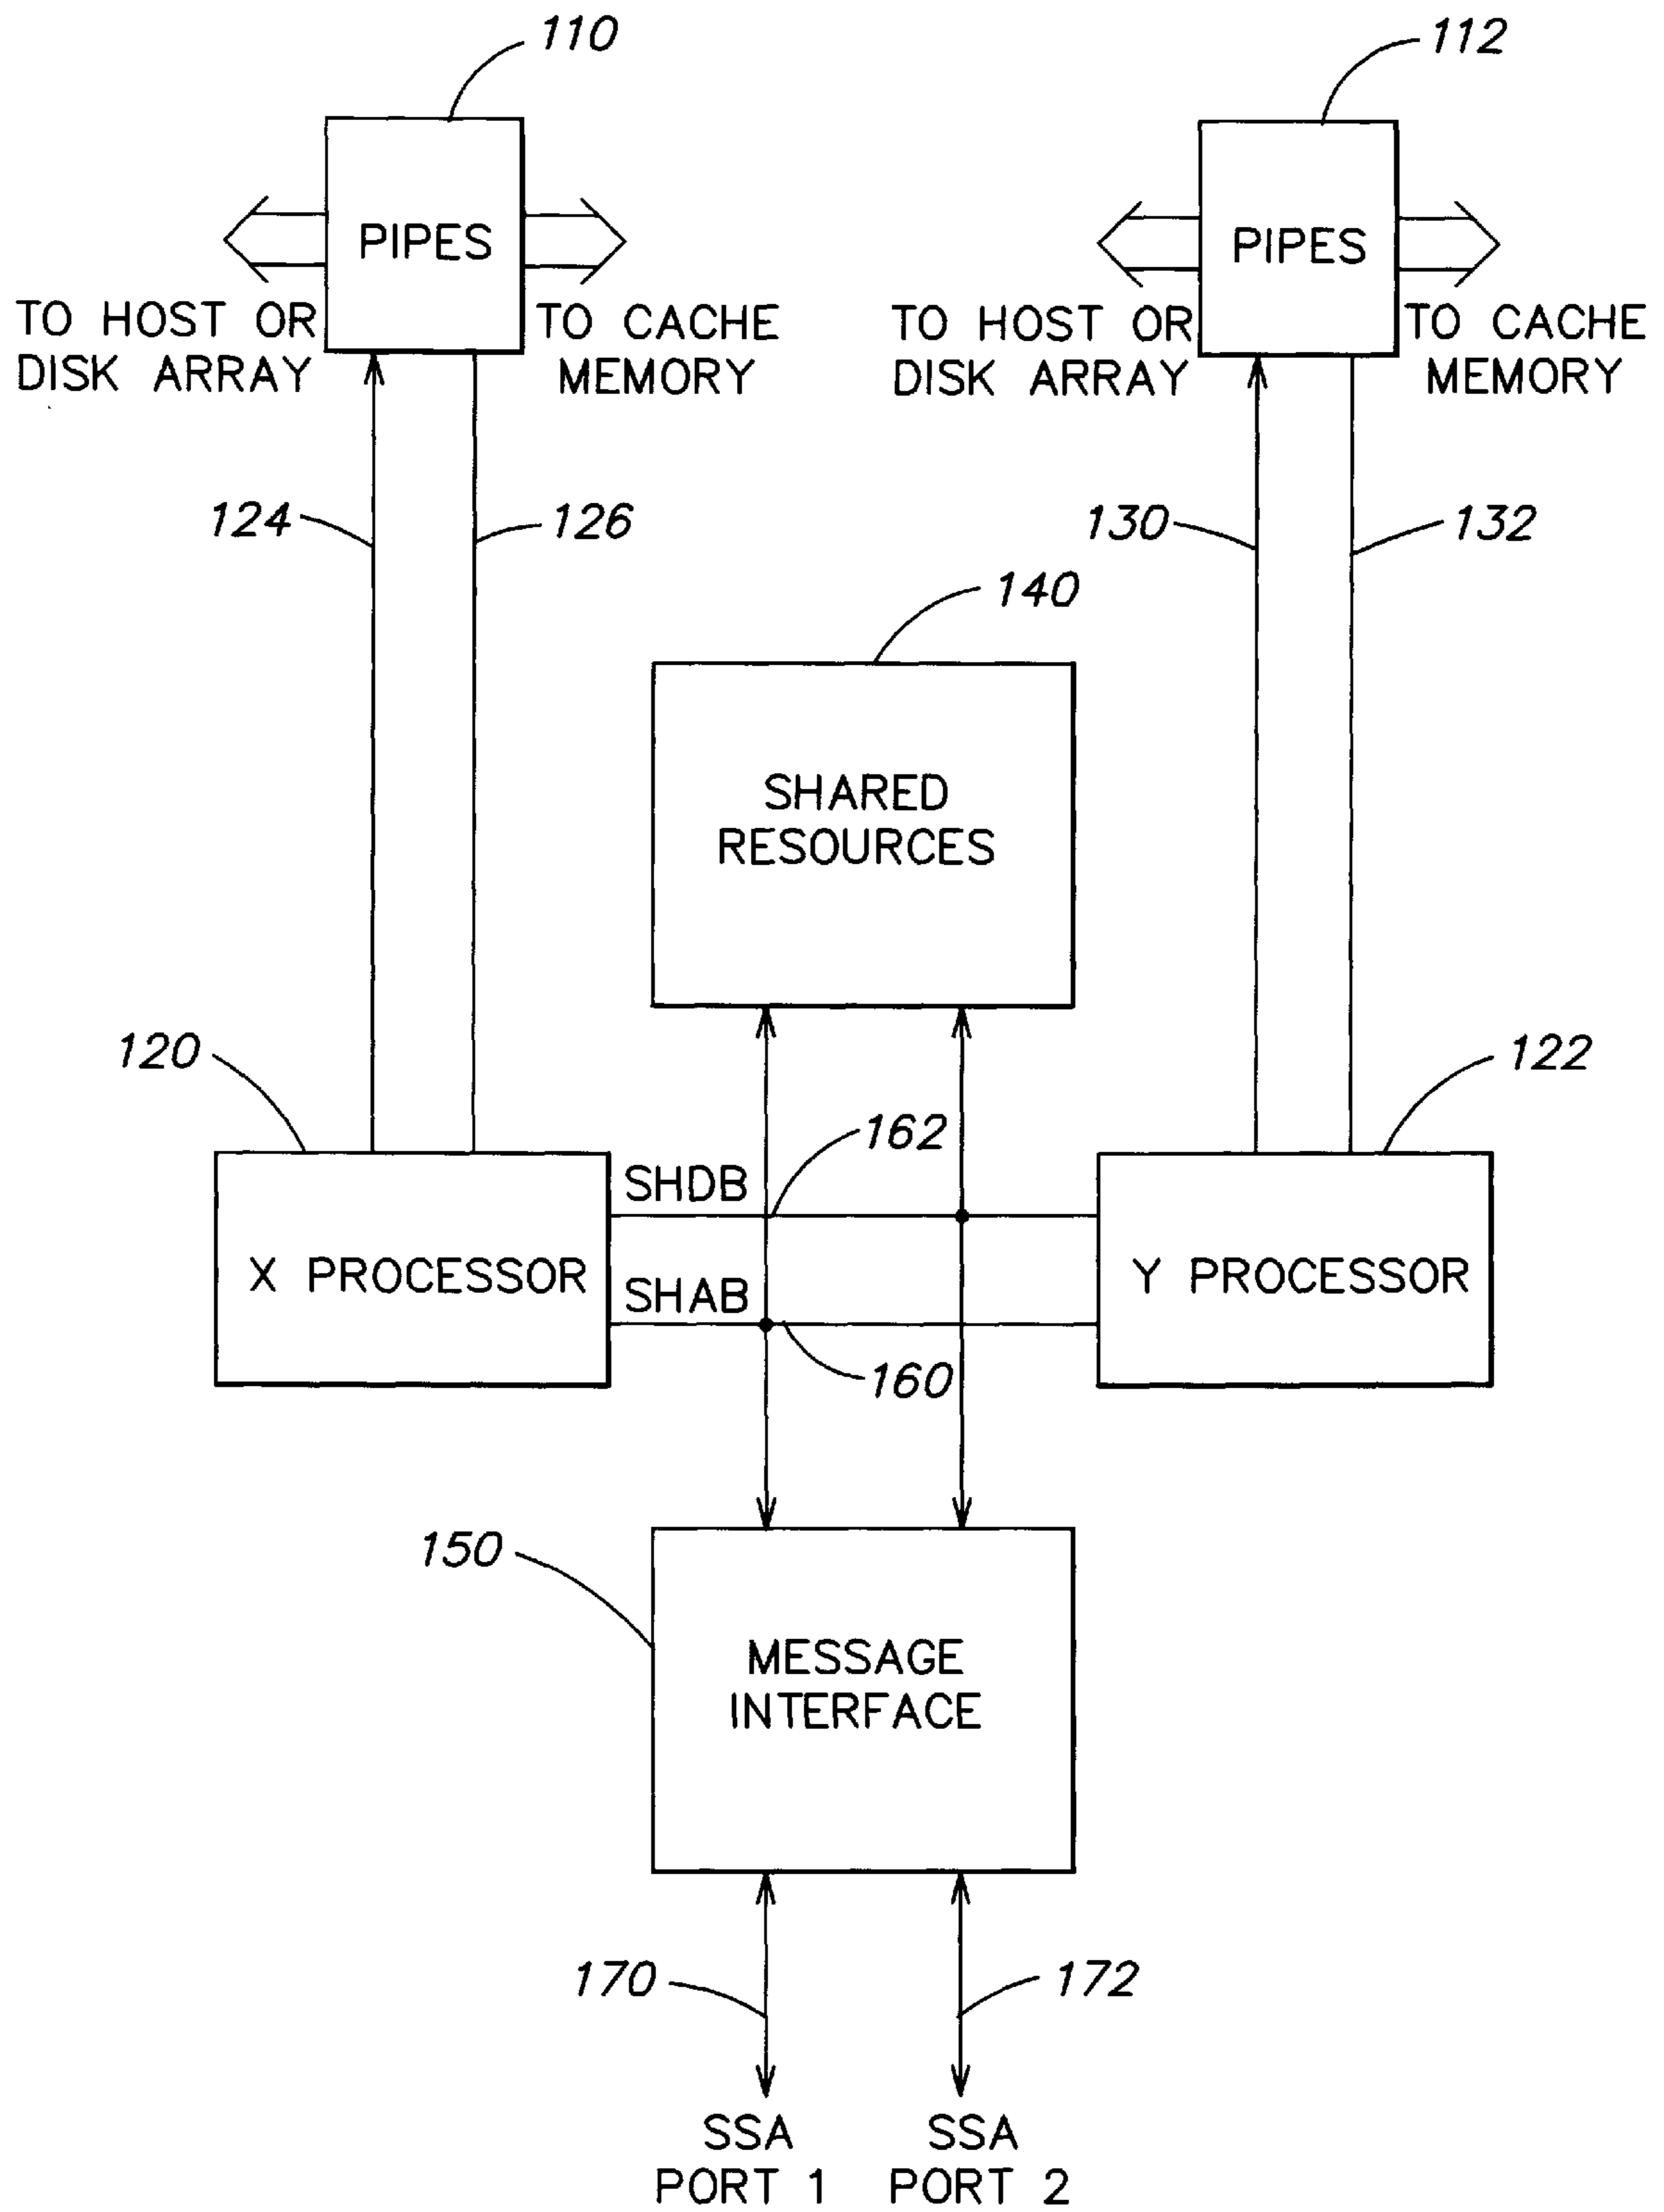 110
112
PIPES
PIPES
TO HOST OR
DISK ARRAY
TO CACHE
MEMORY
TO HOST OR
DISK ARRAY
TO CACHE
MEMORY
124
126
130
132
140
SHARED
RESOURCES
120
122
162
SHDB
X PROCESSOR
Y PROCESSOR
SHAB
160
150
MESSAGE
INTERFACE
170
172
SSA
PORT 1
SSA
PORT 2